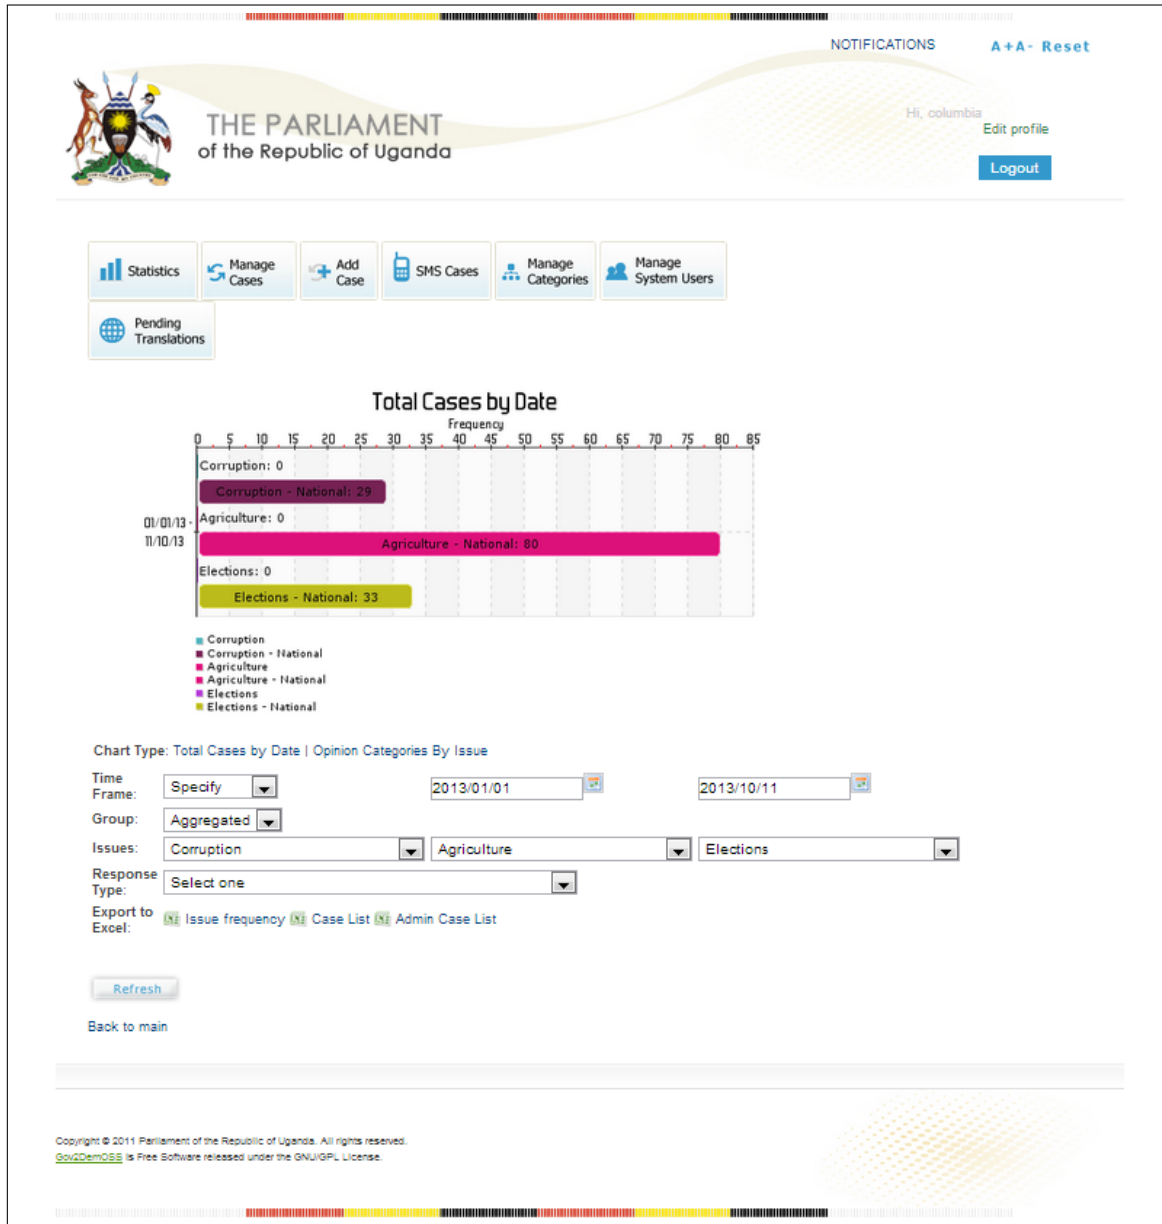 NOTIFICATIONS
A+A- Reset
Hi, columbia
Edit profile
Logout
THE PARLIAMENT
of the Republic of Uganda
Statistics
Manage Cases
Add Case
SMS Cases
Manage Categories
Manage System Users
Pending Translations
Total Cases by Date
Frequency
0 5 10 15 20 25 30 35 40 45 50 55 60 65 70 75 80 85
Corruption: 0
Corruption - National: 29
01/01/13 -
11/10/13
Agriculture: 0
Agriculture - National: 80
Elections: 0
Elections - National: 33
Corruption
Corruption - National
Agriculture
Agriculture - National
Elections
Elections - National
Chart Type: Total Cases by Date | Opinion Categories By Issue
Time Frame: Specify 2013/01/01 2013/10/11
Group: Aggregated
Issues: Corruption Agriculture Elections
Response Type: Select one
Export to Excel: Issue frequency Case List Admin Case List
Refresh
Back to main
Copyright © 2011 Parliament of the Republic of Uganda. All rights reserved.
Gov2DemOSS is Free Software released under the GNU/GPL License.